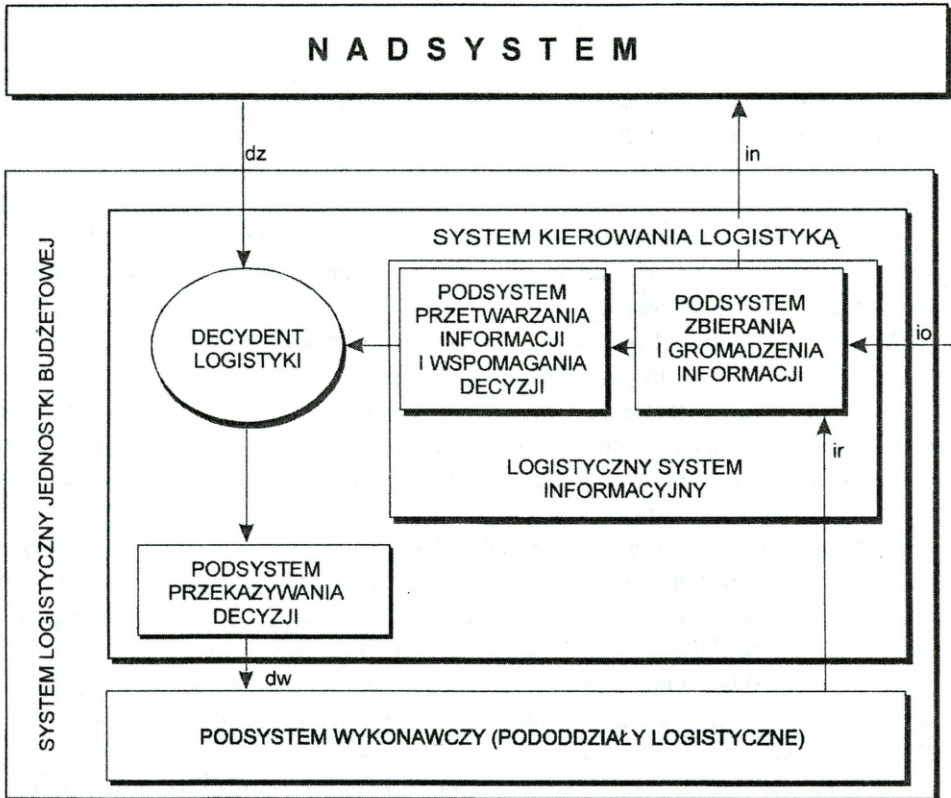 NADSYSTEM
dz
in
SYSTEM LOGISTYCZNY JEDNOSTKI BUDŻETOWEJ
SYSTEM KIEROWANIA LOGISTYKĄ
DECYDENT
LOGISTYKI
PODSYSTEM
PRZETWARZANIA
INFORMACJI
I WSPOMAGANIA
DECYZJI
PODSYSTEM
ZBIERANIA
I GROMADZENIA
INFORMACJI
io
ir
LOGISTYCZNY SYSTEM
INFORMACYJNY
PODSYSTEM
PRZEKAZYWANIA
DECYZJI
dw
PODSYSTEM WYKONAWCZY (PODODDZIAŁY LOGISTYCZNE)